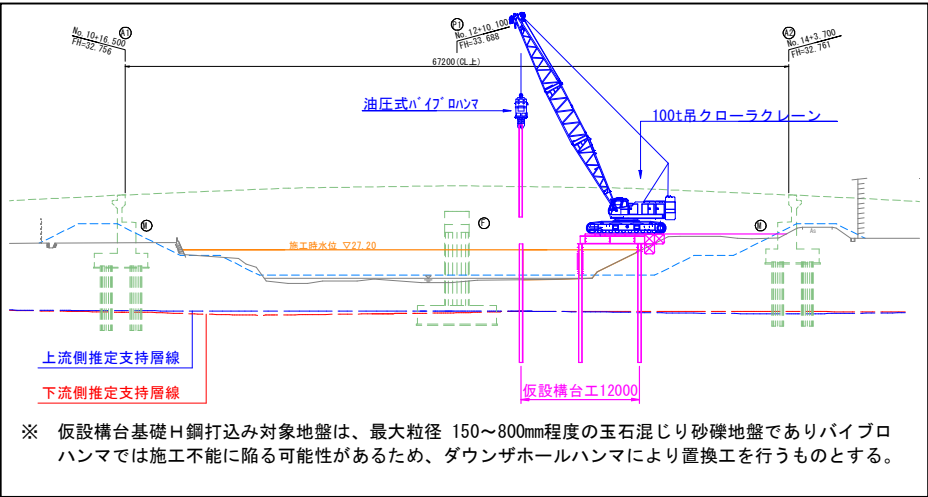 A1
No.10+16.500
FH=32.756
P1
No.12+10.100
FH=33.688
A2
No.14+3.700
FH=32.761
67200(CL上)
油圧式ﾊﾞｲﾌﾞﾛﾊﾝﾏ
100t吊クローラクレーン
M
F
M
施工時水位 ▽27.20
上流側推定支持層線
下流側推定支持層線
仮設構台工12000
※ 仮設構台基礎H鋼打込み対象地盤は、最大粒径 150～800mm程度の玉石混じり砂礫地盤でありバイブロ
ハンマでは施工不能に陥る可能性があるため、ダウンザホールハンマにより置換工を行うものとする。